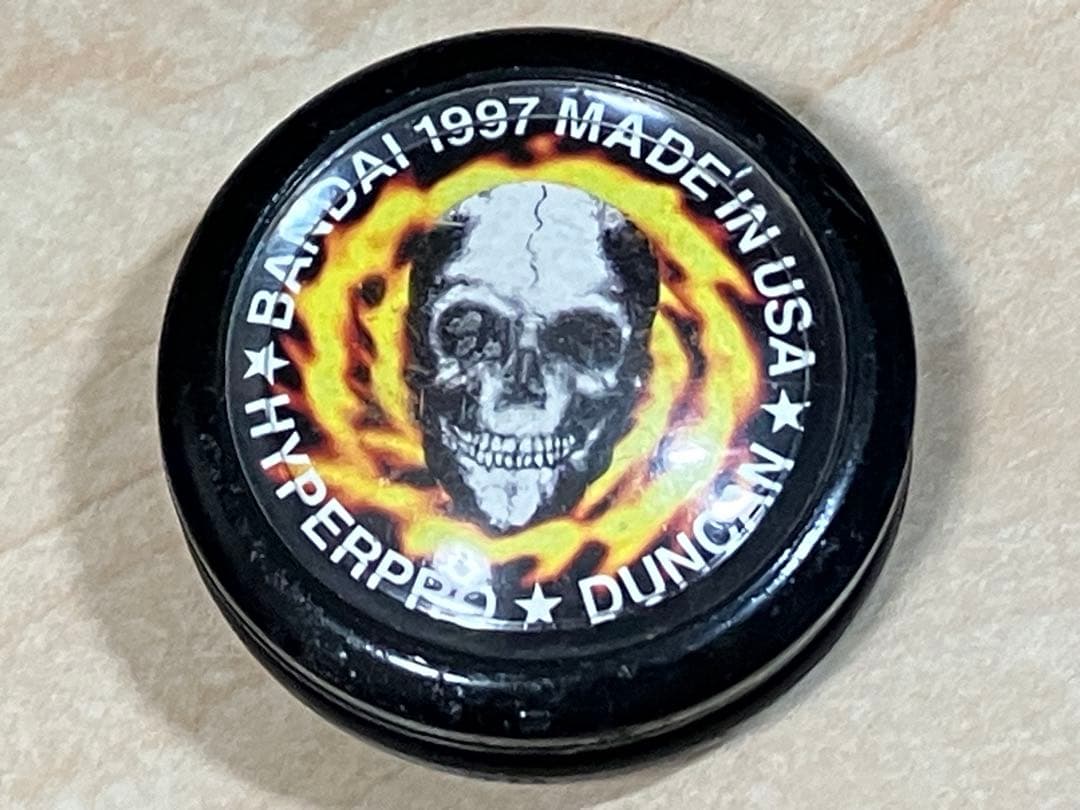 ★ BANDAI 1997 MADE IN USA ★
HYPERPRO ★ DUNCAN